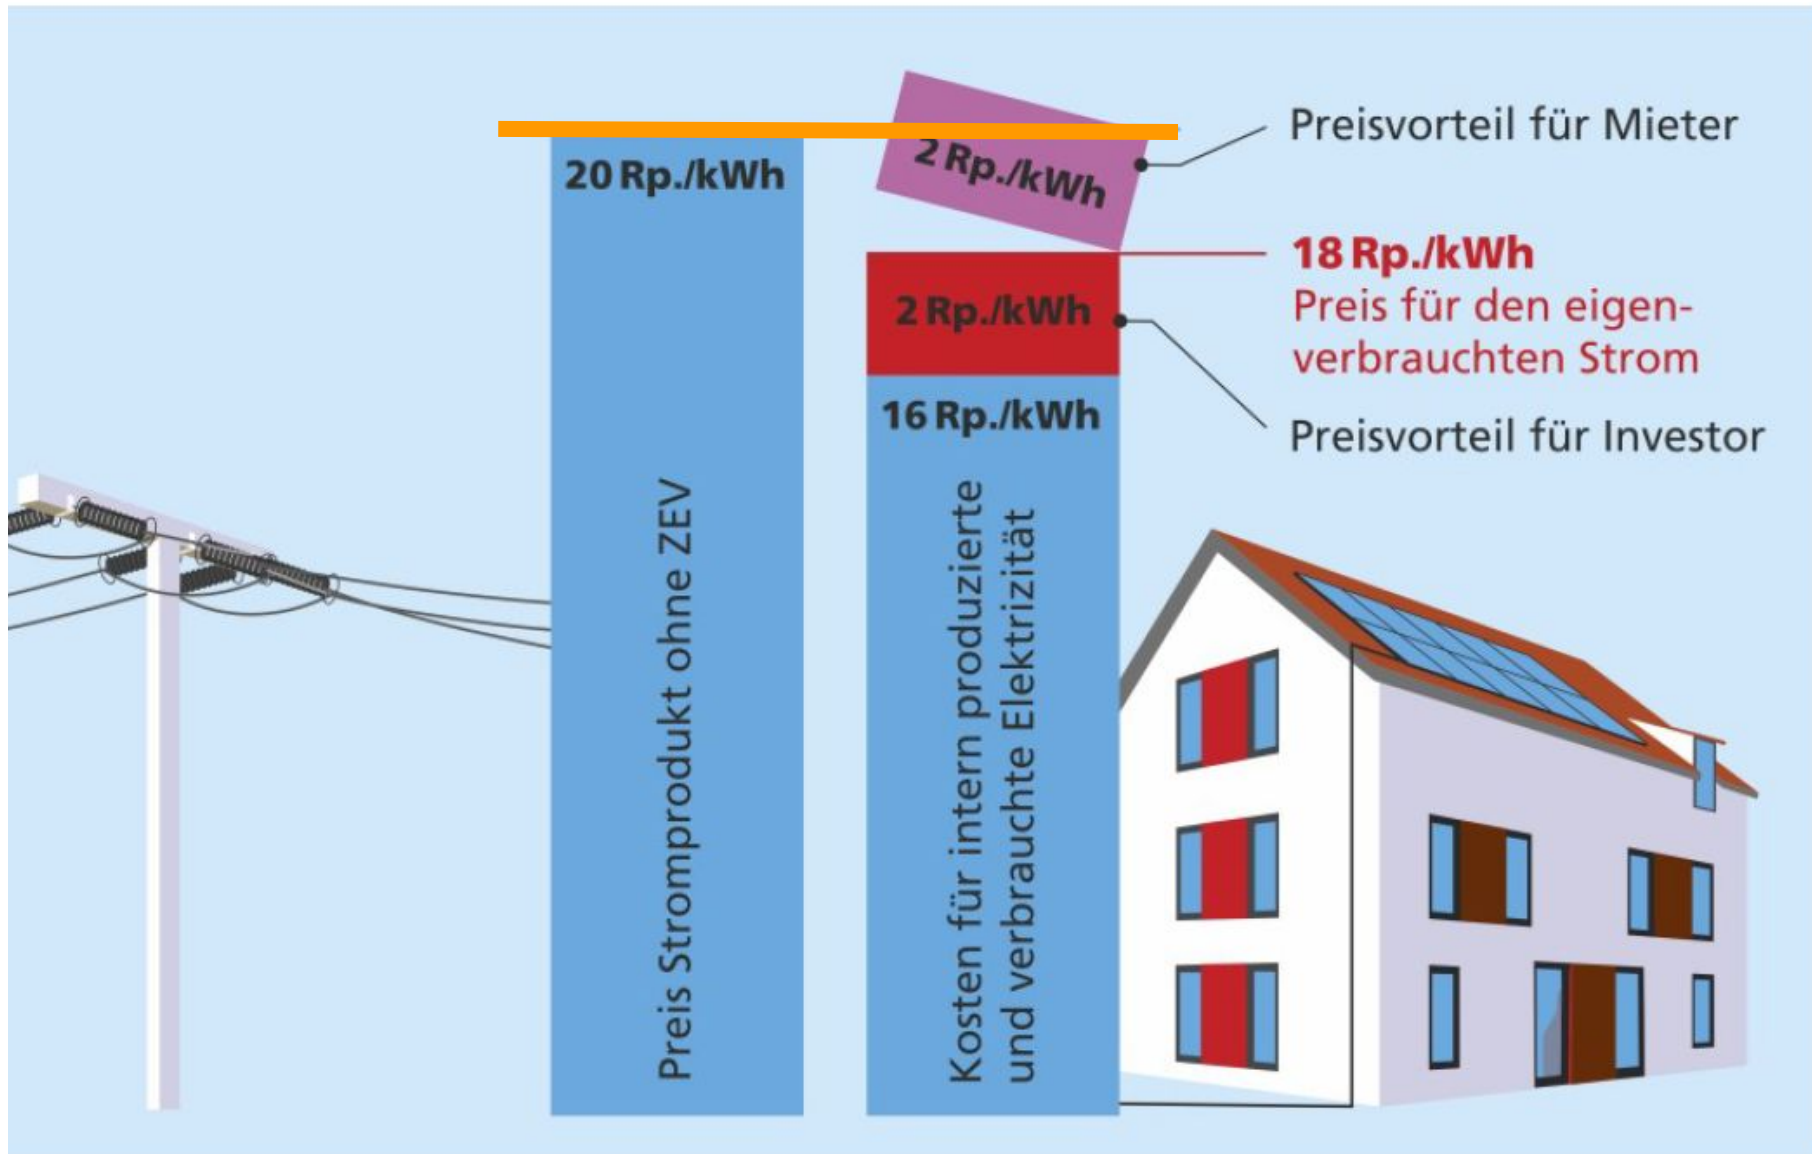 20 Rp./kWh
Preis Stromprodukt ohne ZEV
2 Rp./kWh
2 Rp./kWh
16 Rp./kWh
Kosten für intern produzierte
und verbrauchte Elektrizität
Preisvorteil für Mieter
18 Rp./kWh
Preis für den eigen-
verbrauchten Strom
Preisvorteil für Investor